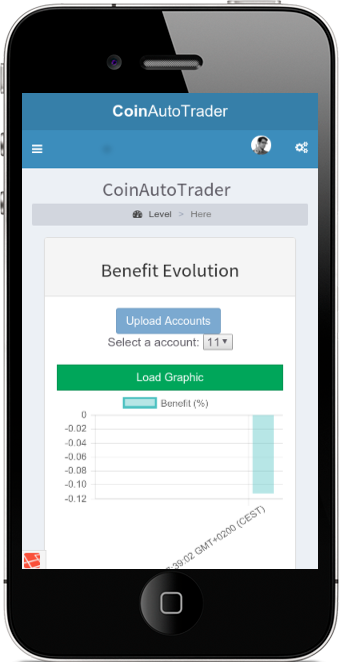 CoinAutoTrader
CoinAutoTrader
Level > Here
Benefit Evolution
Upload Accounts
Select a account: 11
Load Graphic
Benefit (%)
0
-0.02
-0.04
-0.06
-0.08
-0.10
-0.12
39:02 GMT+0200 (CEST)